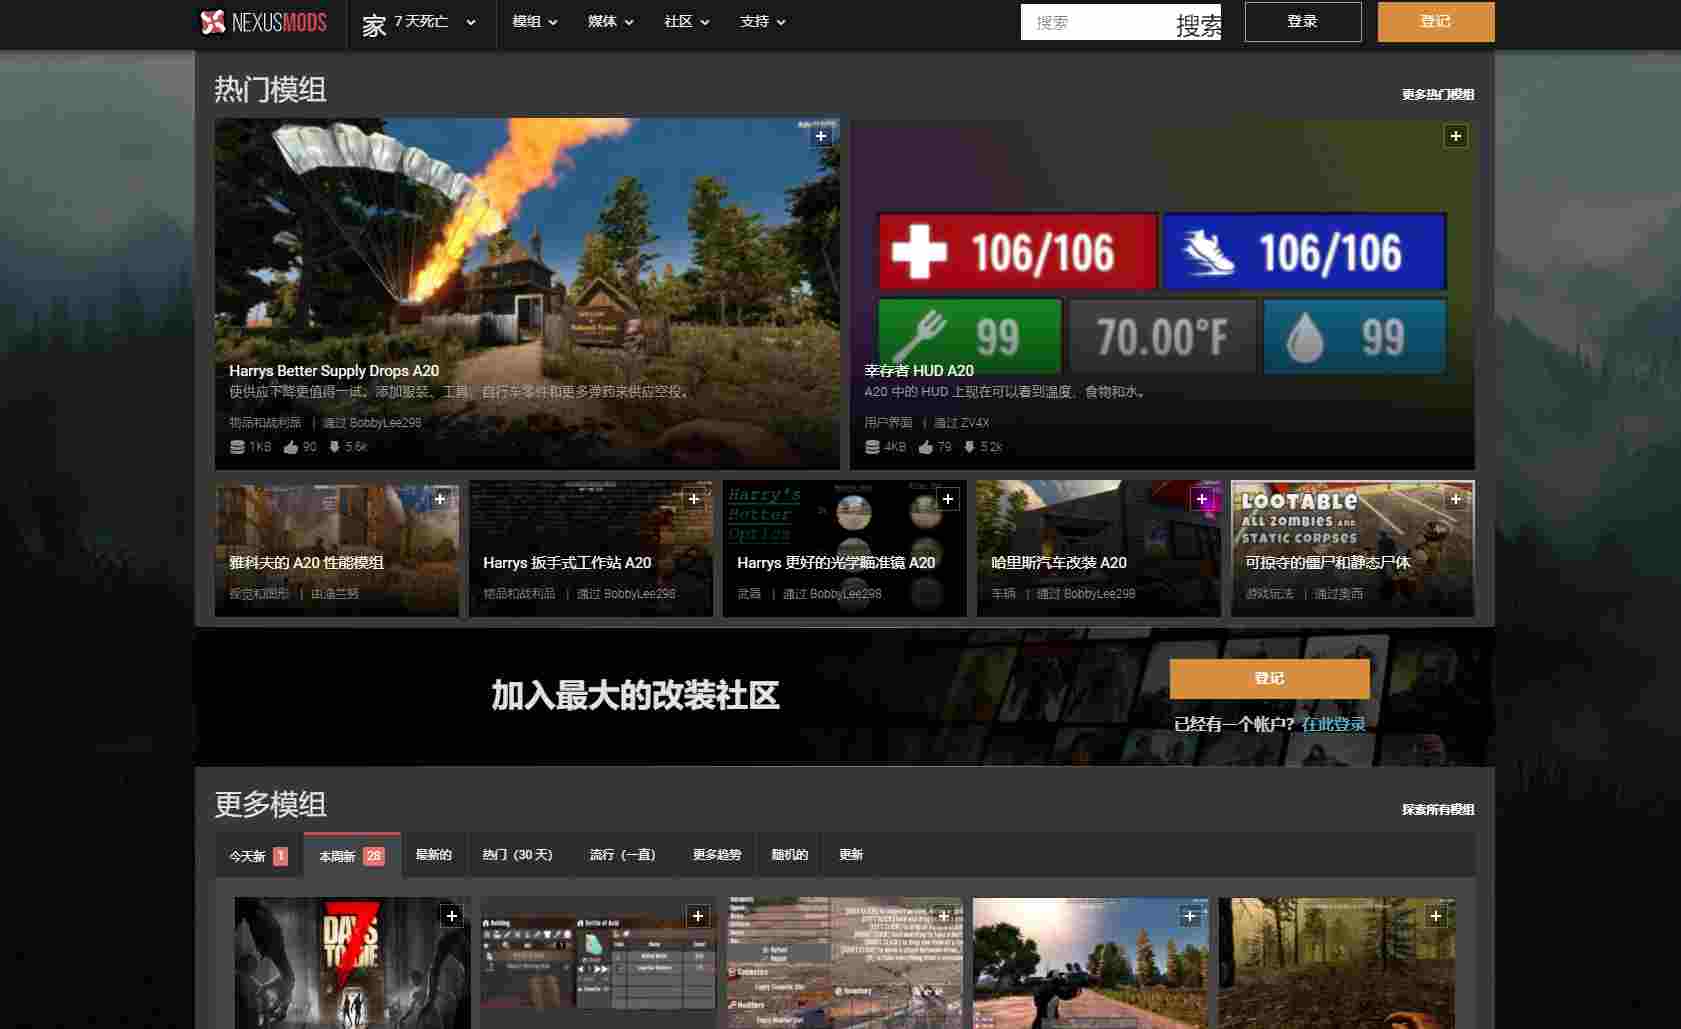 NEXUSMODS 家 7 天死亡 模组 媒体 社区 支持 搜索 搜索 登录 登记
热门模组 更多热门模组
106/106 106/106
99 70.00°F 99
Harrys Better Supply Drops A20
使供应下降更值得一试。添加服装、工具、自行车零件和更多弹药来供应空投。
物品和战利品 | 通过 BobbyLee298
1KB 90 5.6k
幸存者 HUD A20
A20 中的 HUD 上现在可以看到温度、食物和水。
用户界面 | 通过 ZV4X
4KB 79 5.2k
雅科夫的 A20 性能模组
视觉和图形 |
Harrys 扳手式工作站 A20
物品和战利品 | 通过 BobbyLee298
Harry's
Better
Optics
Harrys 更好的光学瞄准镜 A20
武器 | 通过 BobbyLee298
哈里斯汽车改装 A20
车辆 | 通过 BobbyLee298
LOOTABLE
ALL ZOMBIES AND
STATIC CORPSES
可掠夺的僵尸和静态尸体
游戏玩法 | 通过奥西
加入最大的改装社区
登记
已经有一个帐户？在此登录
更多模组 探索所有模组
今天新 1 本周新 28 最新的 热门（30 天） 流行（一直） 更多趋势 随机的 更新
7
DAYS
TO DIE